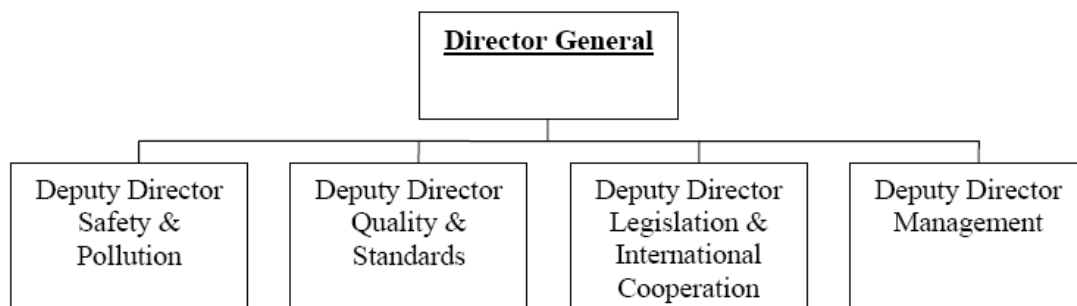 Director General
Deputy Director
Safety &
Pollution
Deputy Director
Quality &
Standards
Deputy Director
Legislation &
International
Cooperation
Deputy Director
Management